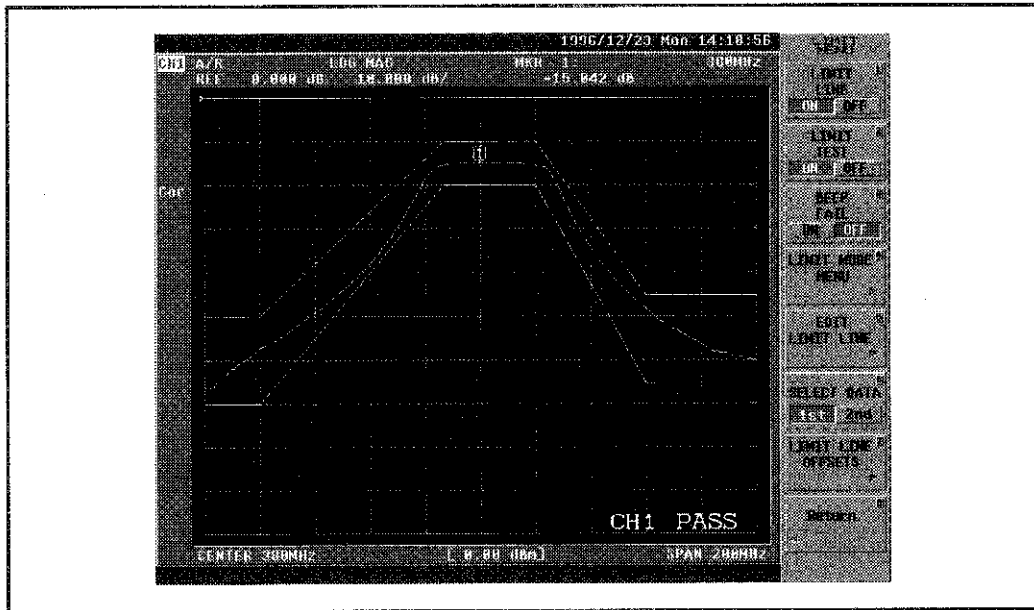 1996/12/23 Mon 14:18:56
CH1 A/R LOG MAG MKR 1:
REF 0.000 dB 10.000 dB/ -15.042 dB
Cor
1
CH1 PASS
CENTER 300MHz [ 0.00 dBm] SPAN 200MHz
LIMIT
LINE
ON OFF
LIMIT
TEST
ON OFF
BEEP
FAIL
ON OFF
LIMIT MODE
MENU
EDIT
LIMIT LINE
SELECT DATA
1st 2nd
LIMIT LINE
OFFSETS
Return